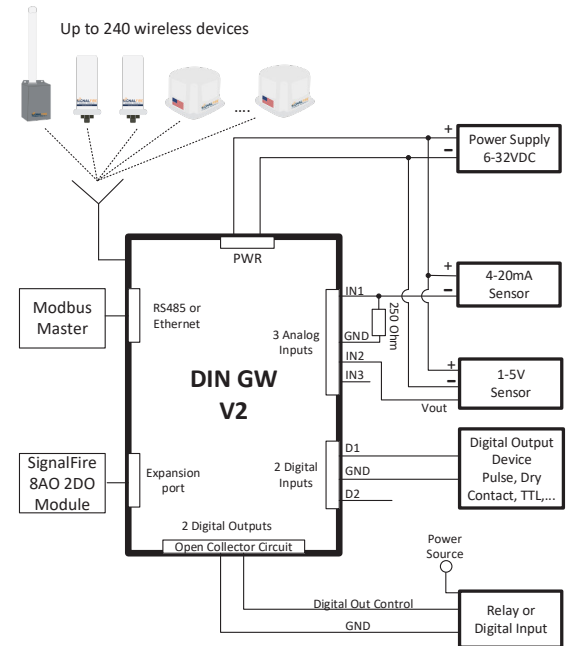 Up to 240 wireless devices
SIGNAL
SIGNAL
....
+
-
Power Supply
6-32VDC
PWR
Modbus
Master
RS485 or
Ethernet
3 Analog
Inputs
IN1
GND
IN2
IN3
250 Ohm
+
-
4-20mA
Sensor
+
-
1-5V
Sensor
Vout
DIN GW
V2
SignalFire
8AO 2DO
Module
Expansion
port
2 Digital
Inputs
D1
GND
D2
Digital Output
Device
Pulse, Dry
Contact, TTL,...
2 Digital Outputs
Open Collector Circuit
Power
Source
Digital Out Control
GND
Relay or
Digital Input